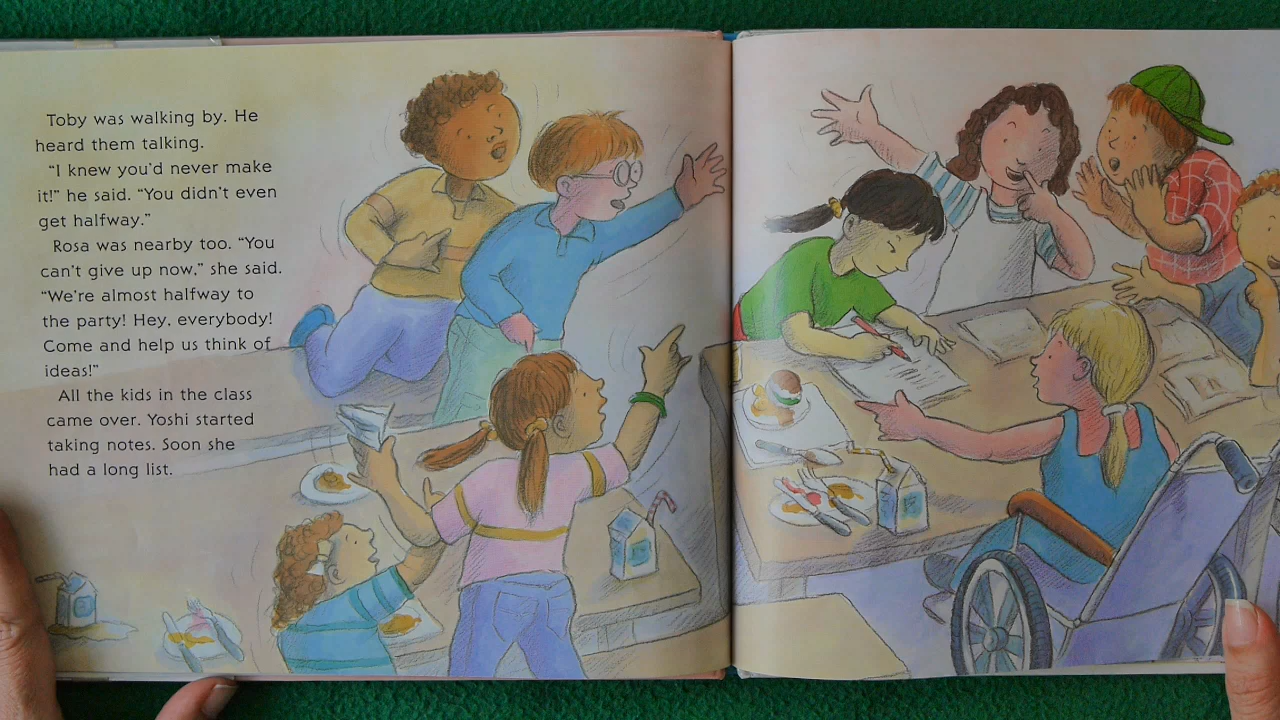 Toby was walking by. He
heard them talking.
"I knew you'd never make
it!" he said. "You didn't even
get halfway."
Rosa was nearby too. "You
can't give up now," she said.
"We're almost halfway to
the party! Hey, everybody!
Come and help us think of
ideas!"
All the kids in the class
came over. Yoshi started
taking notes. Soon she
had a long list.